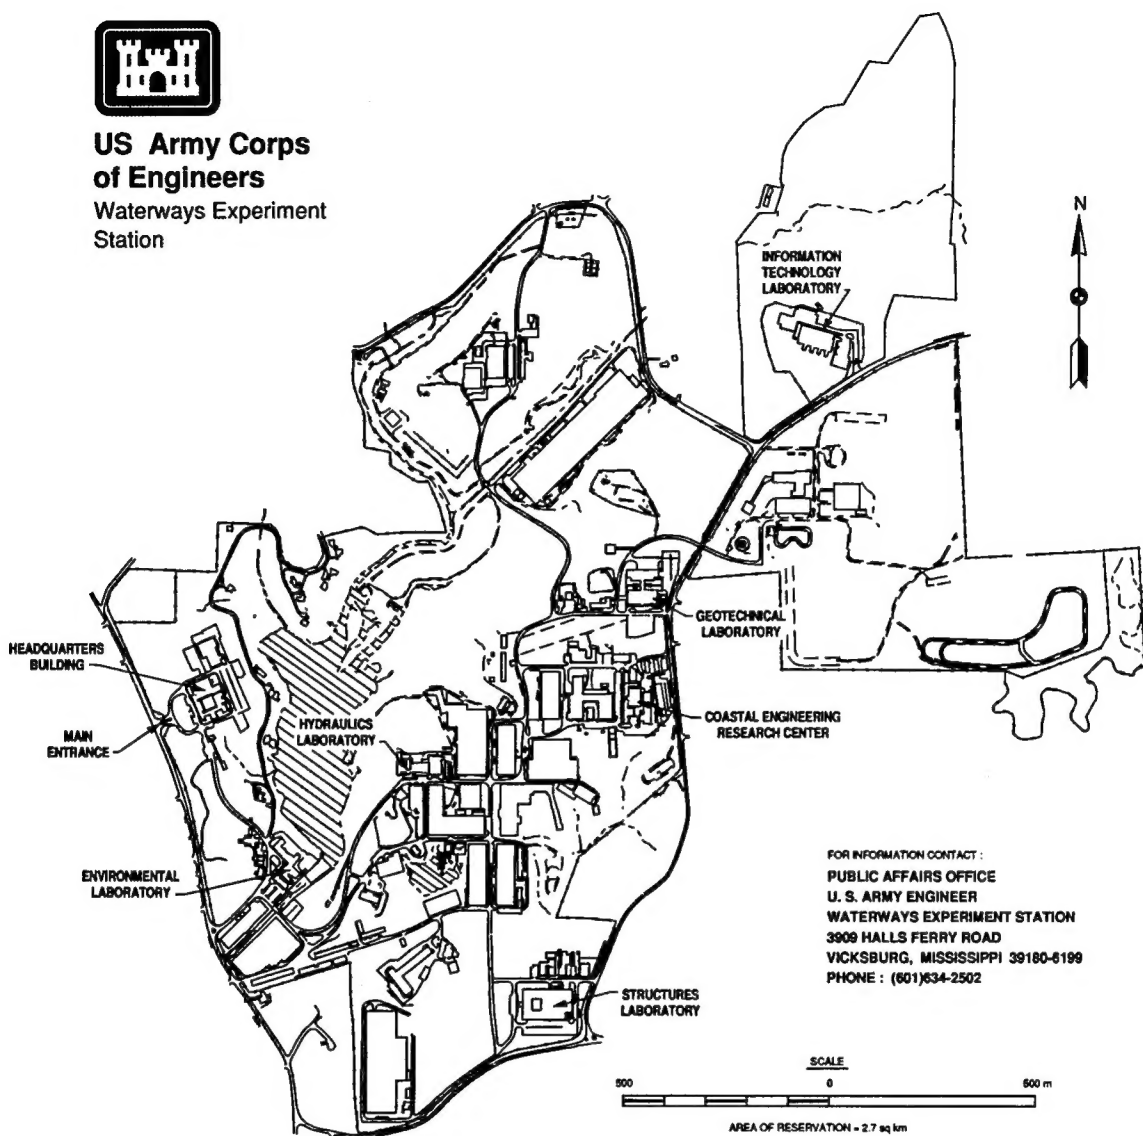 US Army Corps
of Engineers
Waterways Experiment
Station
N
INFORMATION
TECHNOLOGY
LABORATORY
GEOTECHNICAL
LABORATORY
HEADQUARTERS
BUILDING
MAIN
ENTRANCE
HYDRAULICS
LABORATORY
COASTAL ENGINEERING
RESEARCH CENTER
ENVIRONMENTAL
LABORATORY
STRUCTURES
LABORATORY
FOR INFORMATION CONTACT :
PUBLIC AFFAIRS OFFICE
U. S. ARMY ENGINEER
WATERWAYS EXPERIMENT STATION
3909 HALLS FERRY ROAD
VICKSBURG, MISSISSIPPI 39180-6199
PHONE : (601)634-2502
SCALE
500 0 500 m
AREA OF RESERVATION = 2.7 sq km